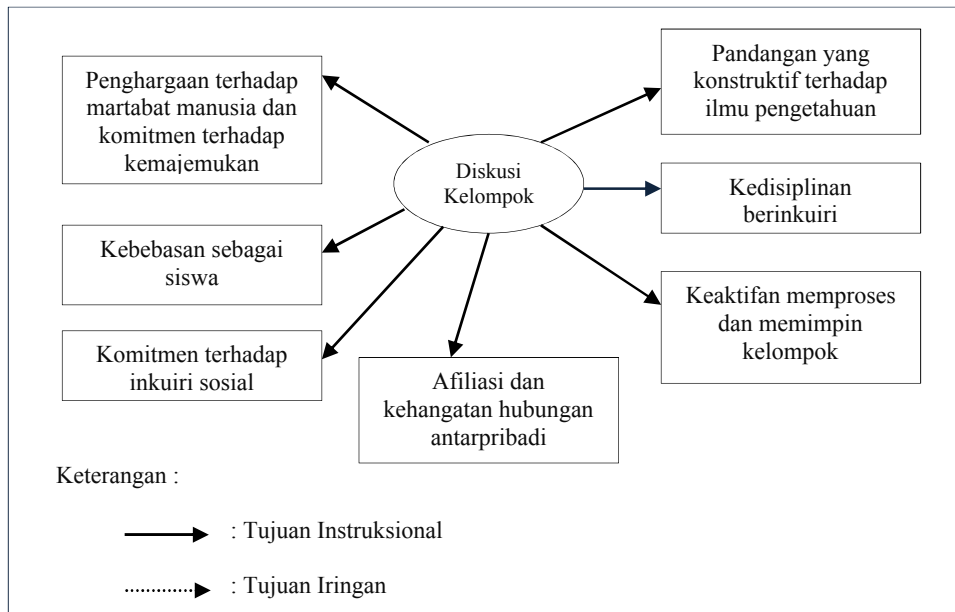 Penghargaan terhadap
martabat manusia dan
komitmen terhadap
kemajemukan
Pandangan yang
konstruktif terhadap
ilmu pengetahuan
Diskusi
Kelompok
Kedisiplinan
berinkuiri
Kebebasan sebagai
siswa
Keaktifan memproses
dan memimpin
kelompok
Komitmen terhadap
inkuiri sosial
Afiliasi dan
kehangatan hubungan
antarpribadi
Keterangan :
: Tujuan Instruksional
: Tujuan Iringan